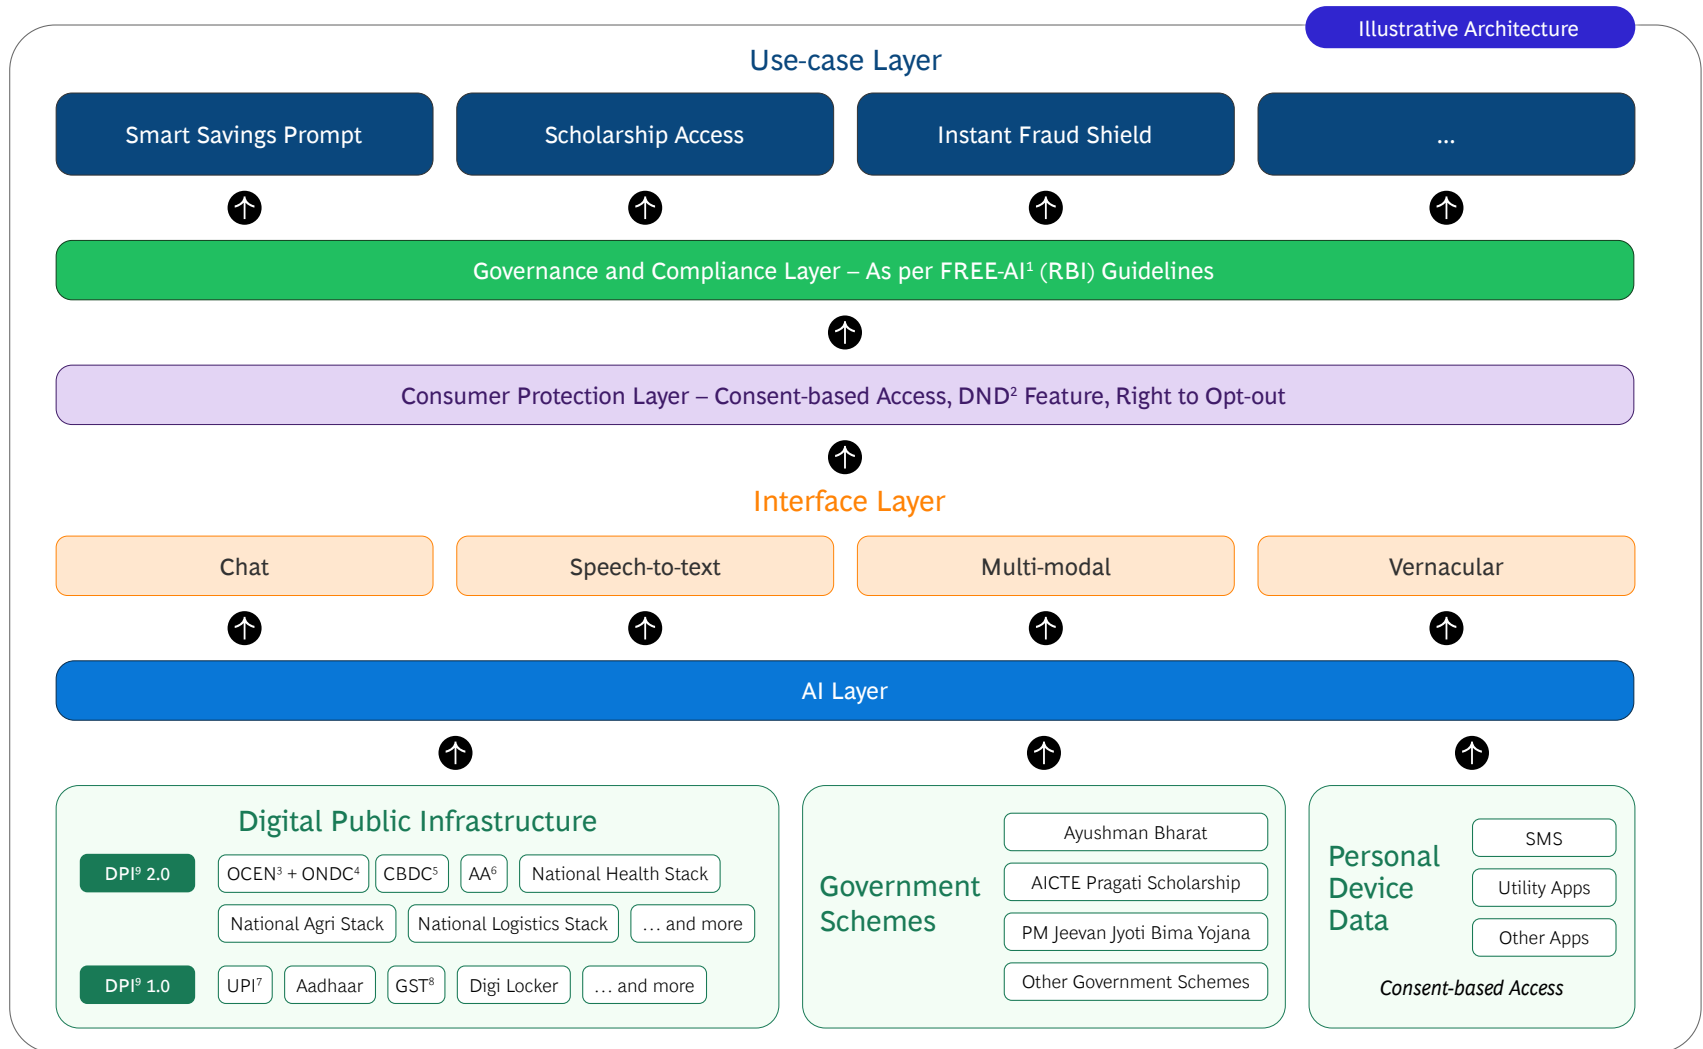 Illustrative Architecture
Use-case Layer
Smart Savings Prompt
Scholarship Access
Instant Fraud Shield
...
Governance and Compliance Layer – As per FREE-AI¹ (RBI) Guidelines
Consumer Protection Layer – Consent-based Access, DND² Feature, Right to Opt-out
Interface Layer
Chat
Speech-to-text
Multi-modal
Vernacular
AI Layer
Digital Public Infrastructure
DPI⁹ 2.0
OCEN³ + ONDC⁴
CBDC⁵
AA⁶
National Health Stack
National Agri Stack
National Logistics Stack
... and more
DPI⁹ 1.0
UPI⁷
Aadhaar
GST⁸
Digi Locker
... and more
Government
Schemes
Ayushman Bharat
AICTE Pragati Scholarship
PM Jeevan Jyoti Bima Yojana
Other Government Schemes
Personal
Device
Data
SMS
Utility Apps
Other Apps
Consent-based Access